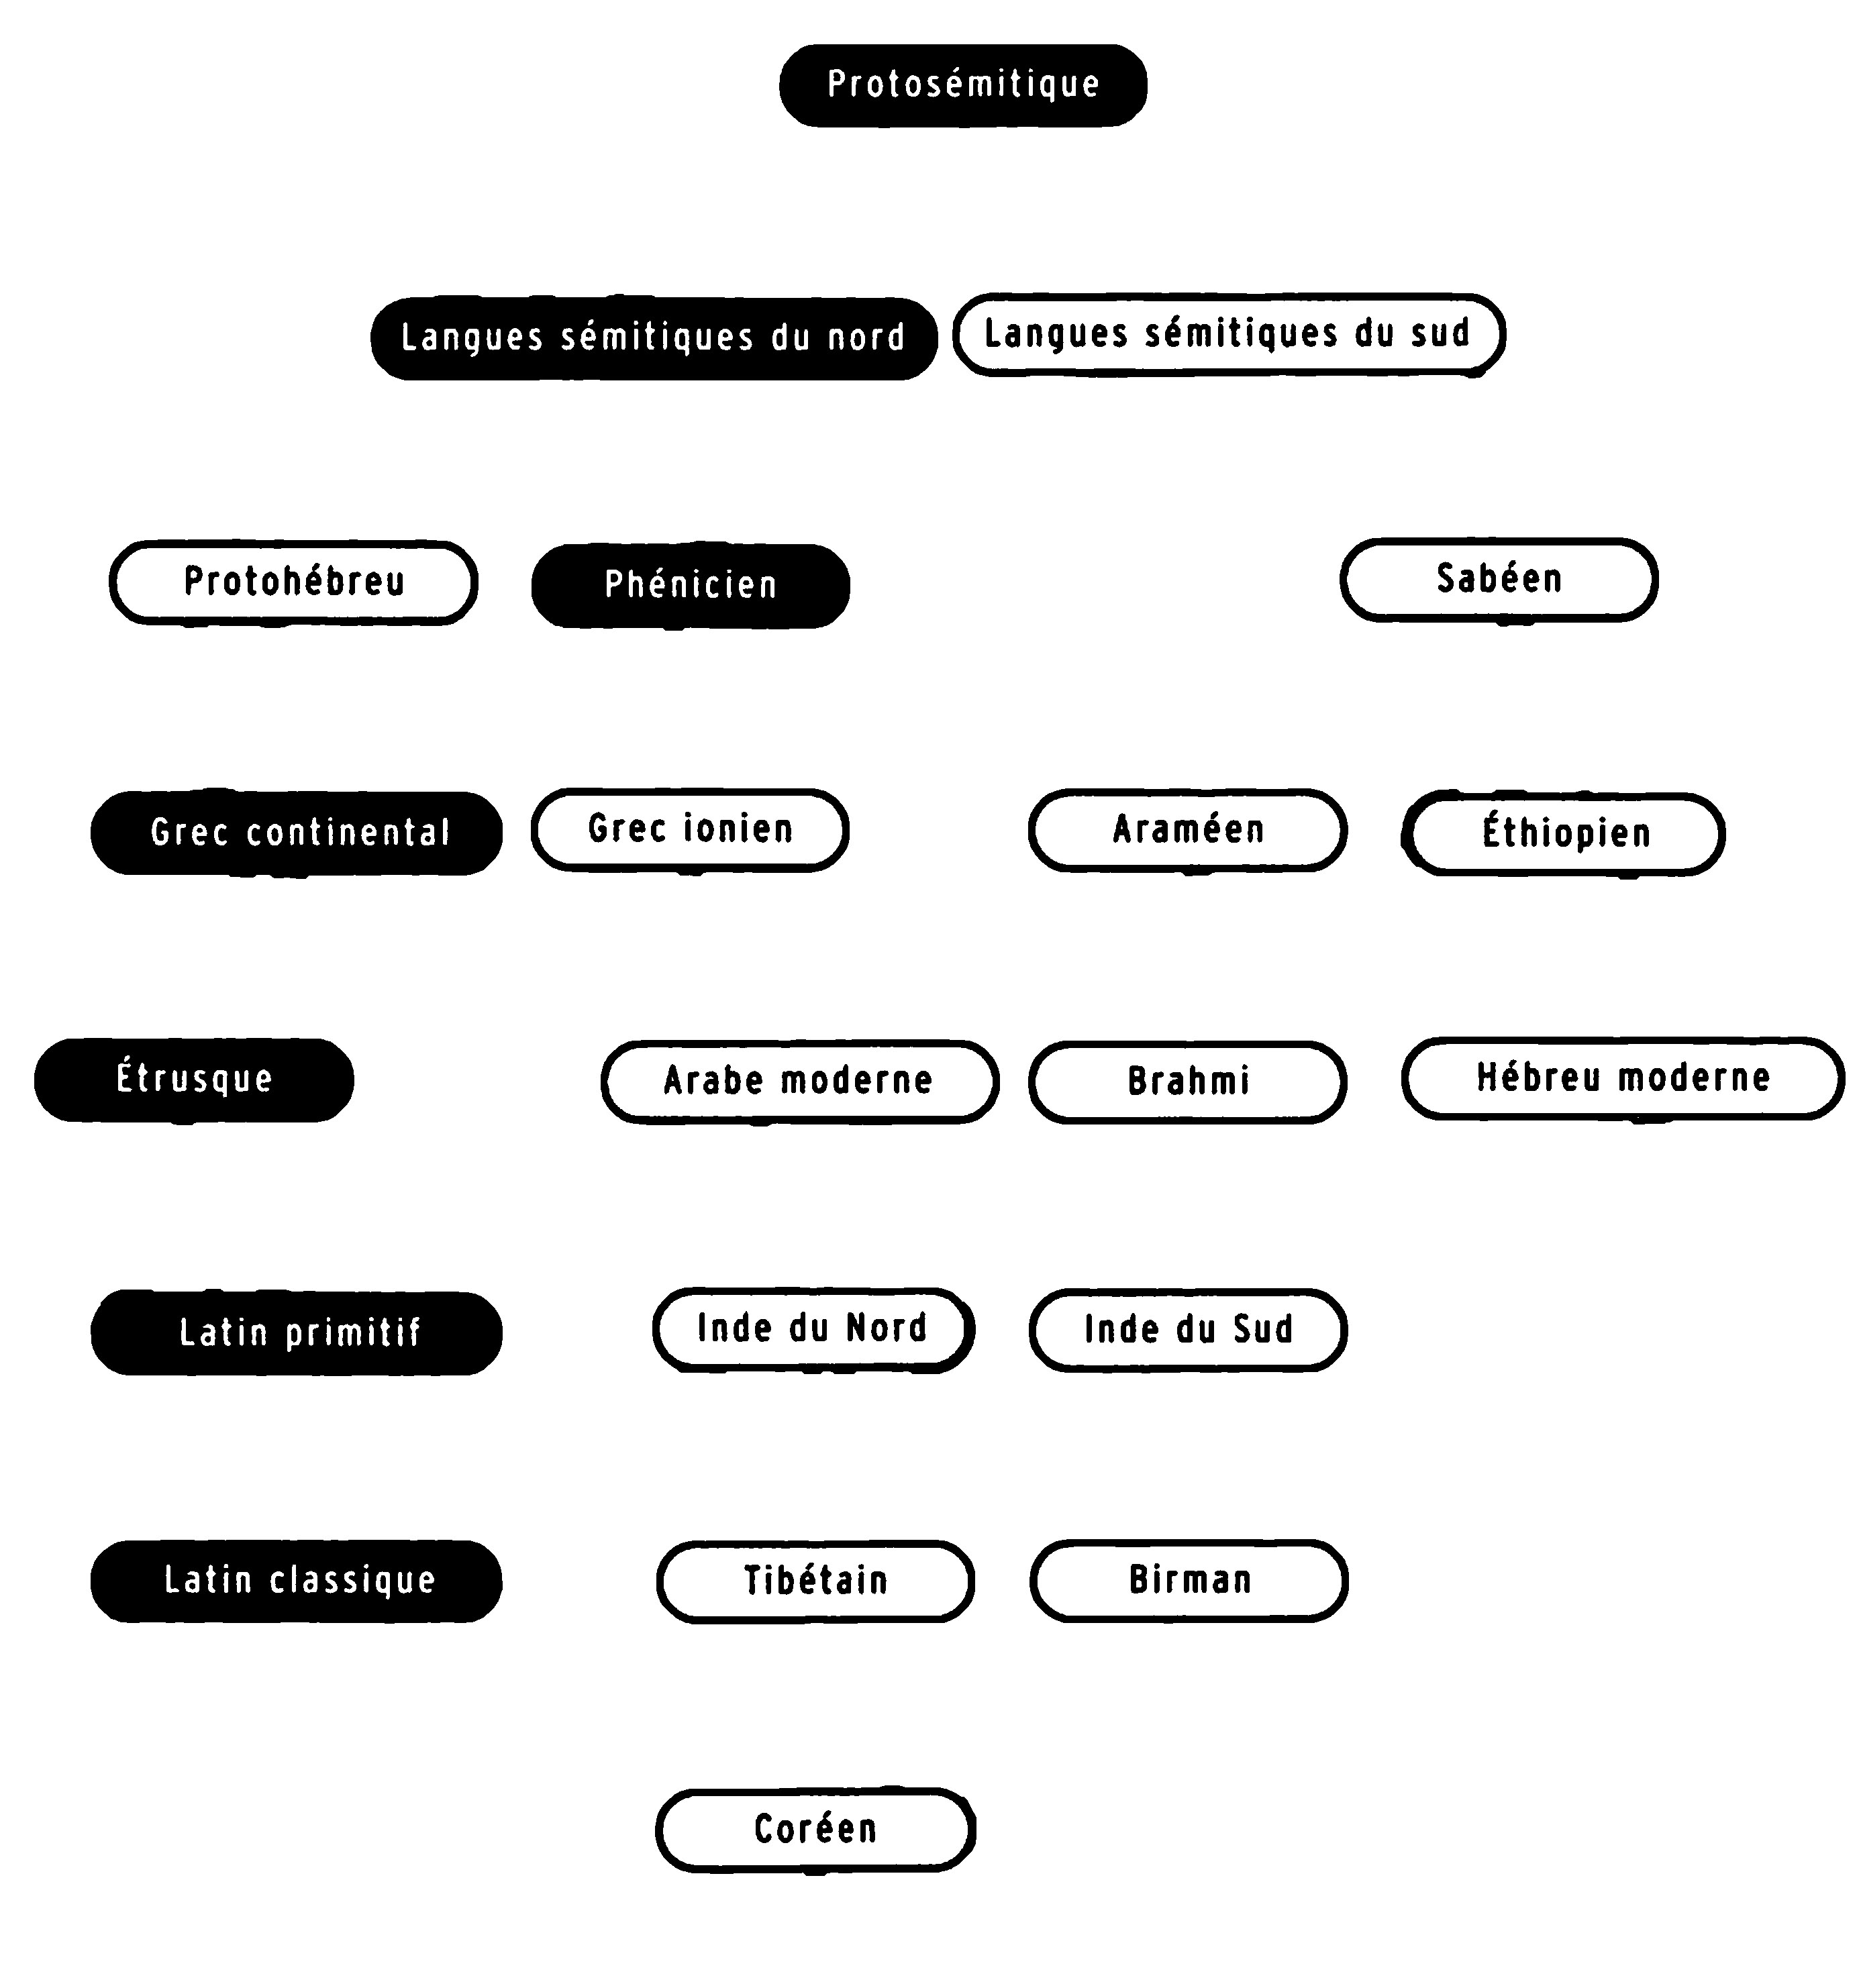 Protosémitique
Langues sémitiques du nord
Langues sémitiques du sud
Protohébreu
Phénicien
Sabéen
Grec continental
Grec ionien
Araméen
Éthiopien
Étrusque
Arabe moderne
Brahmi
Hébreu moderne
Latin primitif
Inde du Nord
Inde du Sud
Latin classique
Tibétain
Birman
Coréen